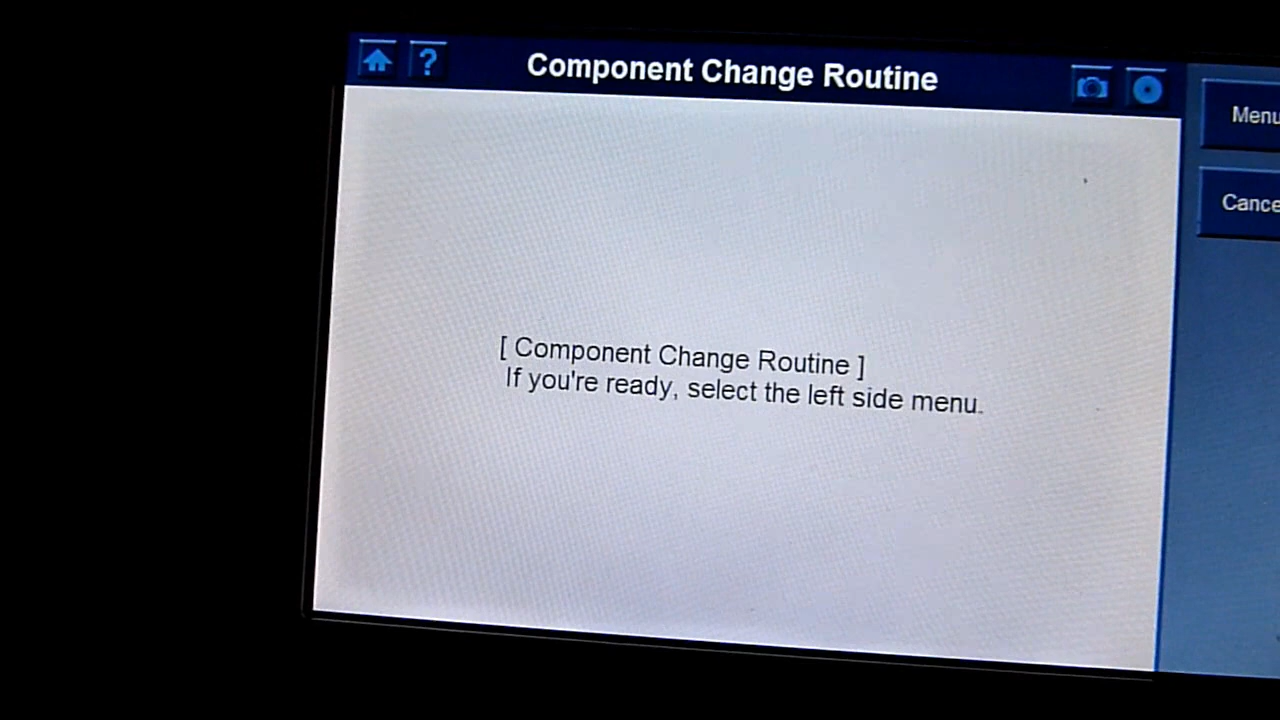 ?
Component Change Routine
Menu
Cance
[ Component Change Routine ]
If you're ready, select the left side menu.